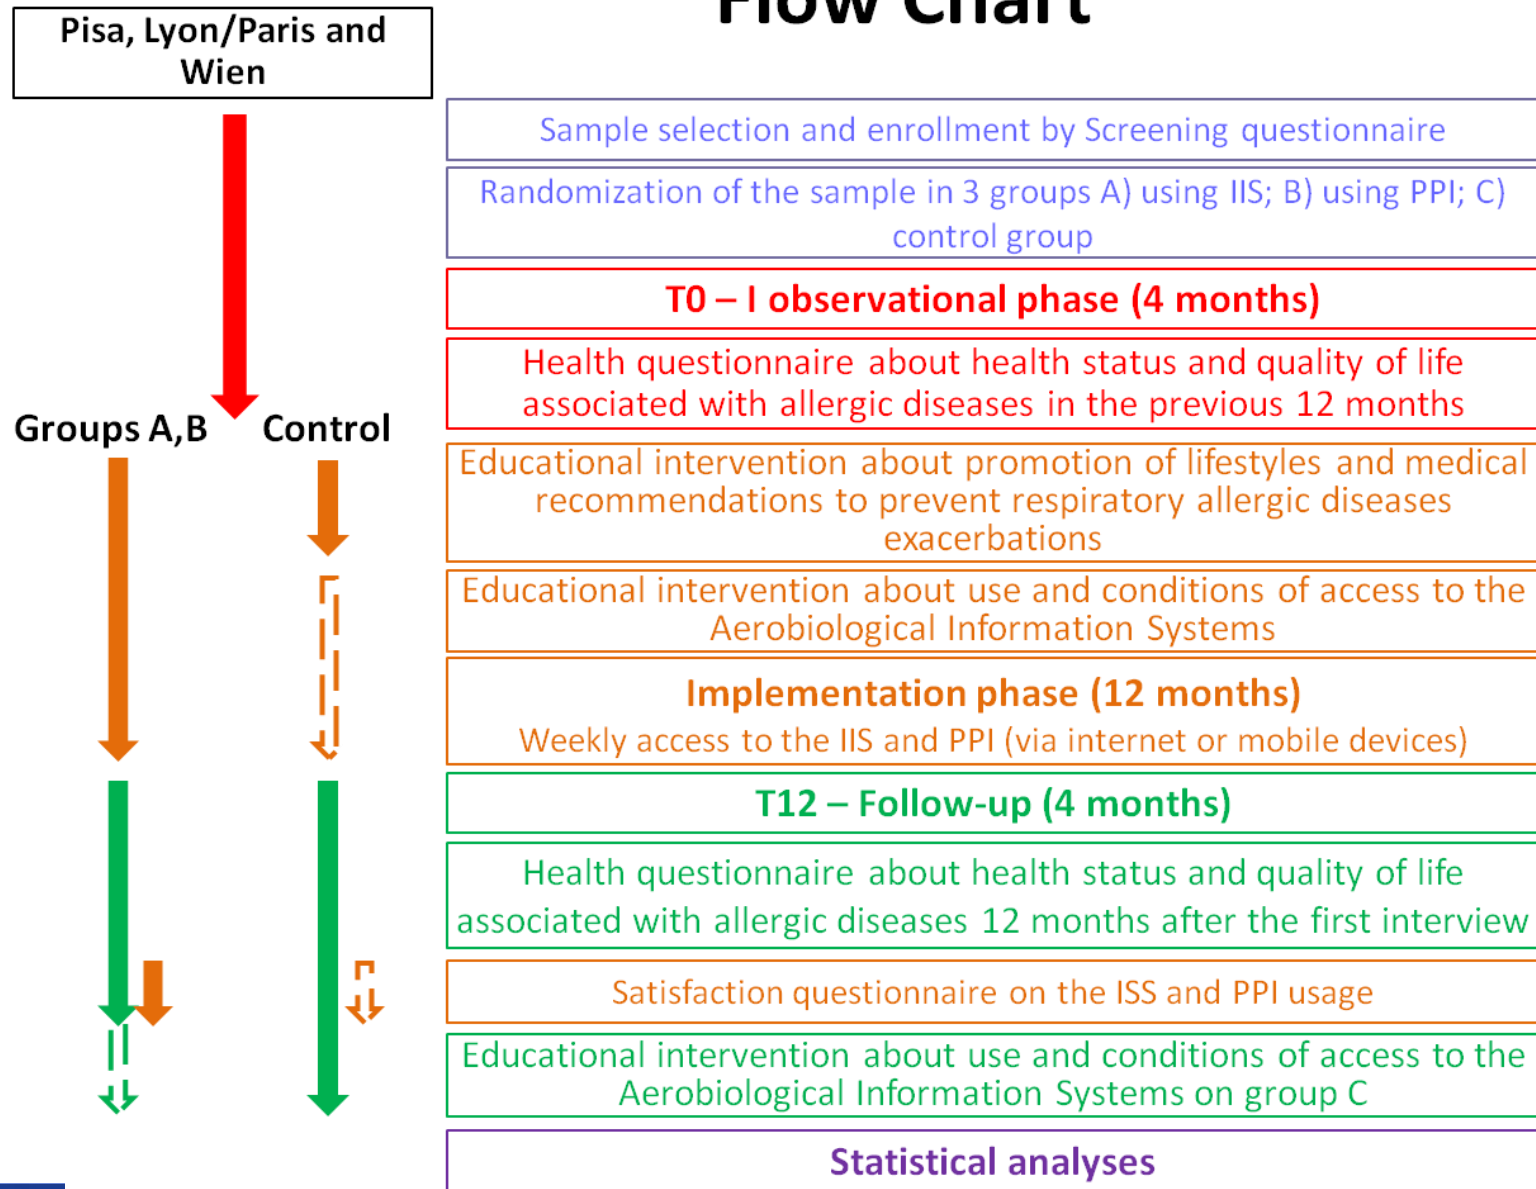 Flow Chart
Pisa, Lyon/Paris and
Wien
Sample selection and enrollment by Screening questionnaire
Randomization of the sample in 3 groups A) using IIS; B) using PPI; C)
control group
T0 – I observational phase (4 months)
Health questionnaire about health status and quality of life
associated with allergic diseases in the previous 12 months
Groups A,B
Control
Educational intervention about promotion of lifestyles and medical
recommendations to prevent respiratory allergic diseases
exacerbations
Educational intervention about use and conditions of access to the
Aerobiological Information Systems
Implementation phase (12 months)
Weekly access to the IIS and PPI (via internet or mobile devices)
T12 – Follow-up (4 months)
Health questionnaire about health status and quality of life
associated with allergic diseases 12 months after the first interview
Satisfaction questionnaire on the ISS and PPI usage
Educational intervention about use and conditions of access to the
Aerobiological Information Systems on group C
Statistical analyses